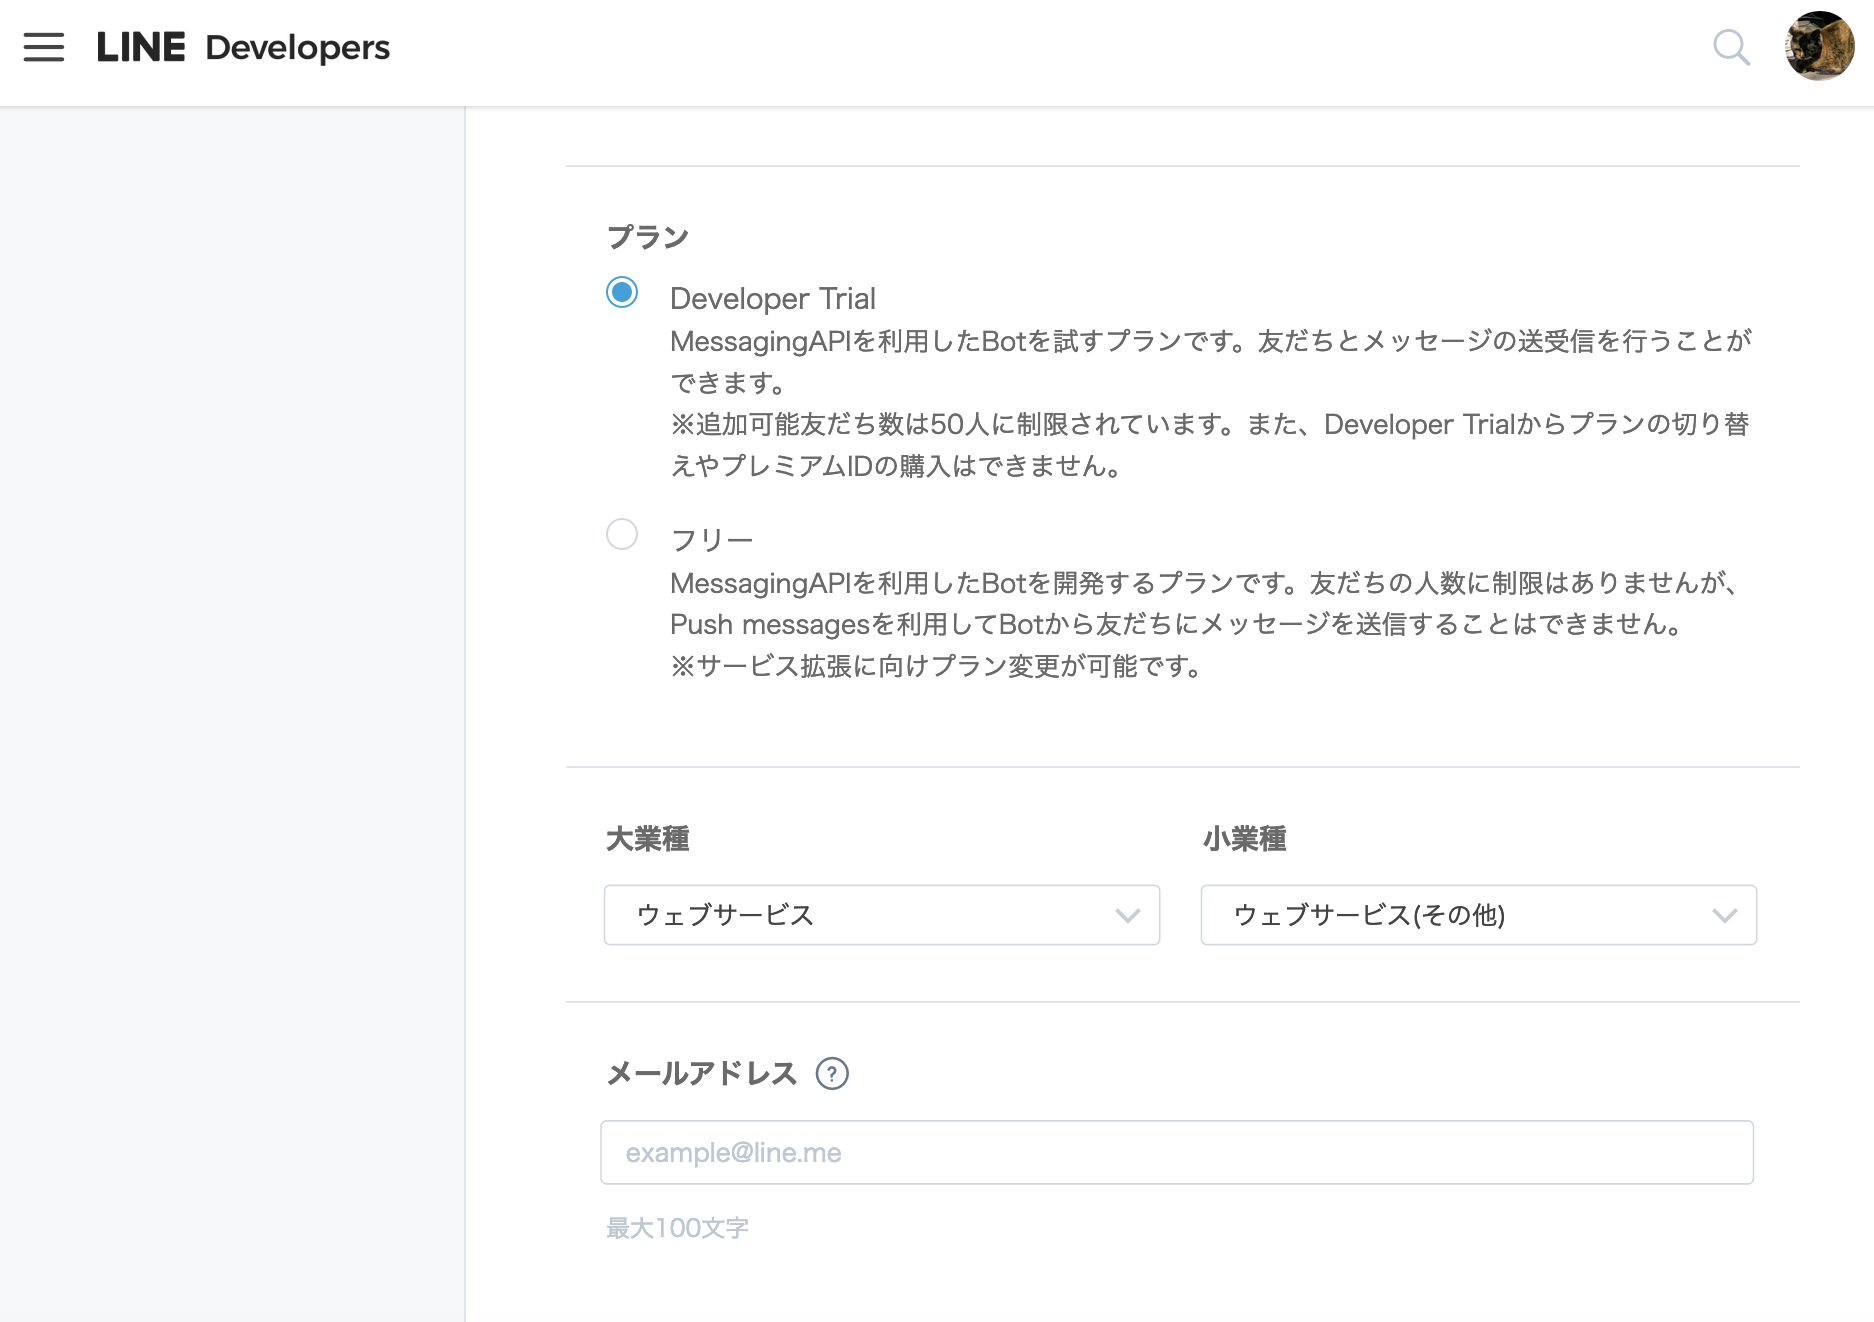 LINE Developers
プラン
Developer Trial
MessagingAPIを利用したBotを試すプランです。友だちとメッセージの送受信を行うことが
できます。
※追加可能友だち数は50人に制限されています。また、Developer Trialからプランの切り替
えやプレミアムIDの購入はできません。
フリー
MessagingAPIを利用したBotを開発するプランです。友だちの人数に制限はありませんが、
Push messagesを利用してBotから友だちにメッセージを送信することはできません。
※サービス拡張に向けプラン変更が可能です。
大業種 小業種
ウェブサービス ウェブサービス(その他)
メールアドレス ?
example@line.me
最大100文字